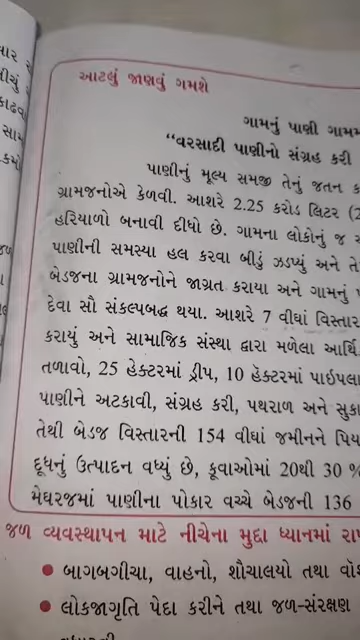 આટલું જાણવું ગમશે
ગામનું પાણી
"વરસાદી પાણીનો સંગ્રહ કરી
પાણીનું મૂલ્ય સમજી તેનું જતન
ગ્રામજનોએ કેળવી. આશરે 2.25 કરોડ લિટર
હરિયાળો બનાવી દીધો છે. ગામના લોકોનું જ
પાણીની સમસ્યા હલ કરવા બીડું ઝડપ્યું અને
બેડજના ગ્રામજનોને જાગ્રત કરાયા અને ગામનું
દેવા સૌ સંકલ્પબદ્ધ થયા. આશરે 7 વીઘાં વિસ્તાર
કરાયું અને સામાજિક સંસ્થા દ્વારા મળેલા
તળાવો, 25 હેક્ટરમાં ડ્રીપ, 10 હૅક્ટરમાં
પાણીને અટકાવી, સંગ્રહ કરી, પથરાળ અને
તેથી બેડજ વિસ્તારની 154 વીઘાં જમીનને
દૂધનું ઉત્પાદન વધ્યું છે, કૂવાઓમાં 20થી 30 %
મેઘરજમાં પાણીના પોકાર વચ્ચે બેડજની 136
જળ વ્યવસ્થાપન માટે નીચેના મુદ્દા ધ્યાનમાં
● બાગબગીચા, વાહનો, શૌચાલયો તથા
● લોકજાગૃતિ પેદા કરીને તથા જળ-સંરક્ષણ